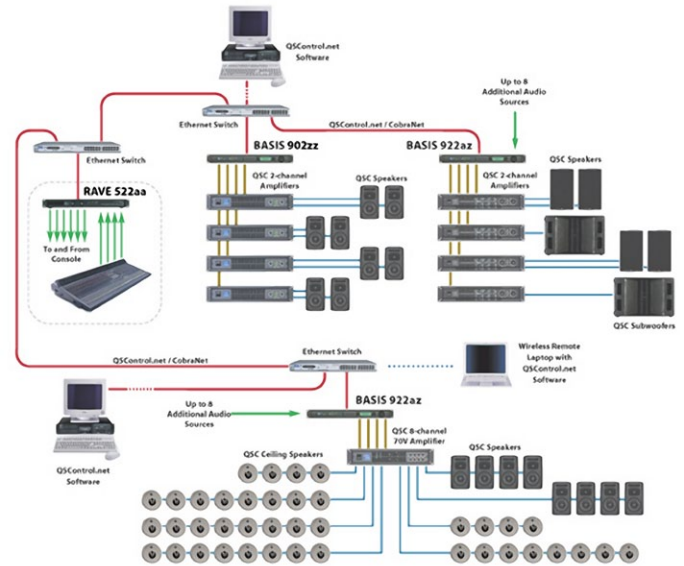 QSControl.net
Software
Up to 8
Additional Audio
Sources
Ethernet Switch
QSControl.net / CobraNet
Ethernet Switch
BASIS 902zz
BASIS 922az
QSC 2-channel
Amplifiers
QSC Speakers
QSC 2-channel
Amplifiers
QSC Speakers
RAVE 522aa
To and From
Console
QSC Subwoofers
QSControl.net / CobraNet
Ethernet Switch
Wireless Remote
Laptop with
QSControl.net
Software
Up to 8
Additional Audio
Sources
BASIS 922az
QSC 8-channel
70V Amplifier
QSControl.net
Software
QSC Ceiling Speakers
QSC Speakers